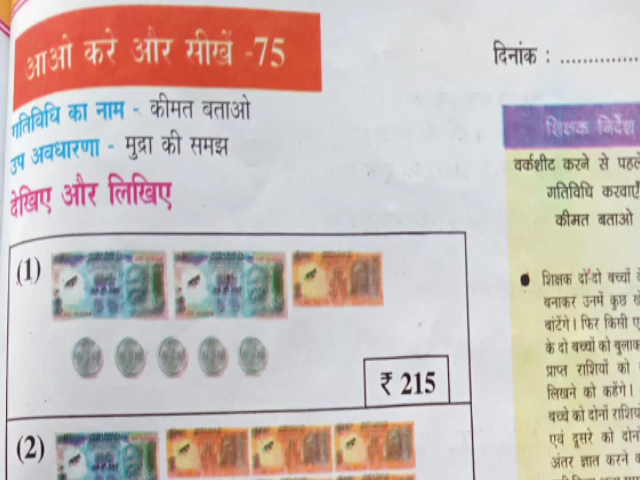 आओ करे और सीखें -75
दिनांक : ..............
गतिविधि का नाम - कीमत बताओ
उप अवधारणा - मुद्रा की समझ
देखिए और लिखिए
(1)
₹ 215
(2)
शिक्षक निर्देश
वर्कशीट करने से पहले
गतिविधि करवाएँ
कीमत बताओ
● शिक्षक दो-दो बच्चों के
बनाकर उनमें कुछ
बांटेंगे। फिर किसी
के दो बच्चों को
प्राप्त राशियों को
लिखने को कहेंगे।
बच्चे को दोनों
एवं दूसरे को
अंतर ज्ञात करने